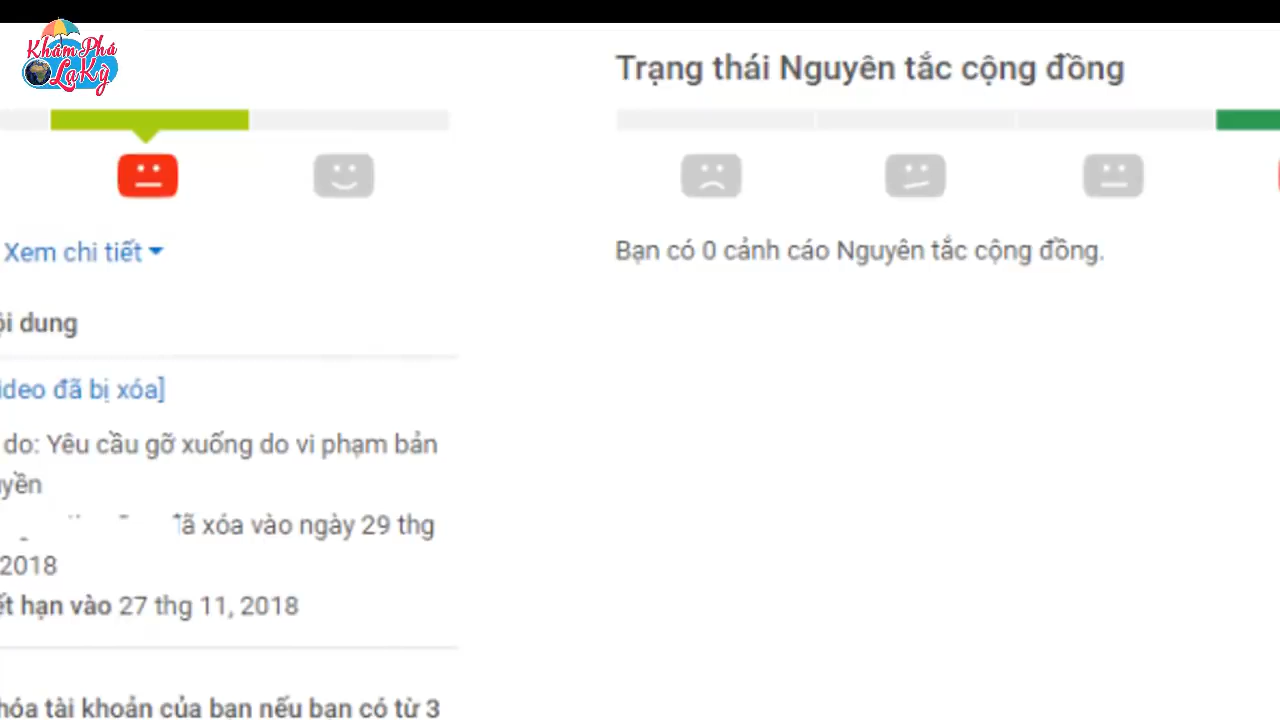 Khám Phá
Lạ Kỳ
Xem chi tiết
ội dung
ideo đã bị xóa]
do: Yêu cầu gỡ xuống do vi phạm bản
yền
đã xóa vào ngày 29 thg
2018
ết hạn vào 27 thg 11, 2018
hóa tài khoản của bạn nếu bạn có từ 3
Trạng thái Nguyên tắc cộng đồng
Bạn có 0 cảnh cáo Nguyên tắc cộng đồng.